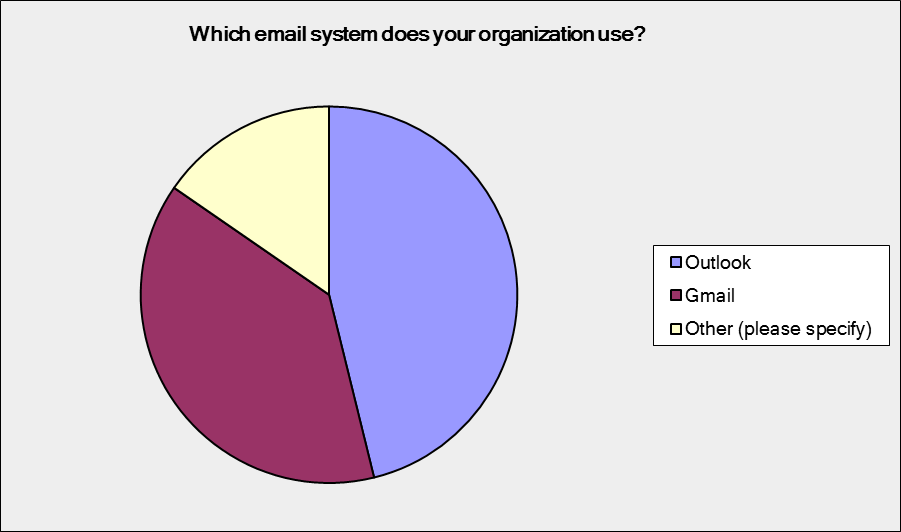 Which email system does your organization use?
Outlook
Gmail
Other (please specify)